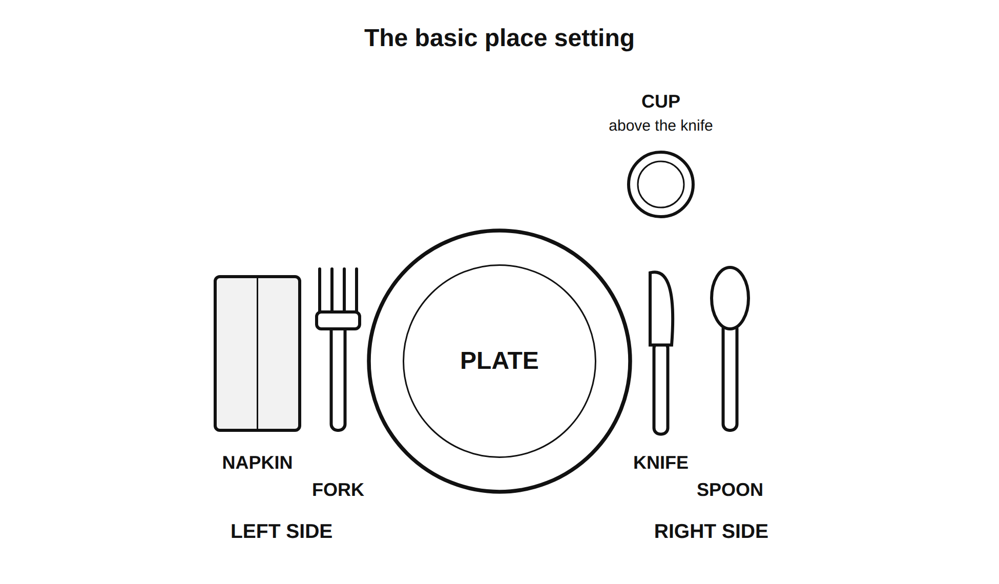 The basic place setting
CUP
above the knife
PLATE
NAPKIN
KNIFE
FORK
SPOON
LEFT SIDE
RIGHT SIDE